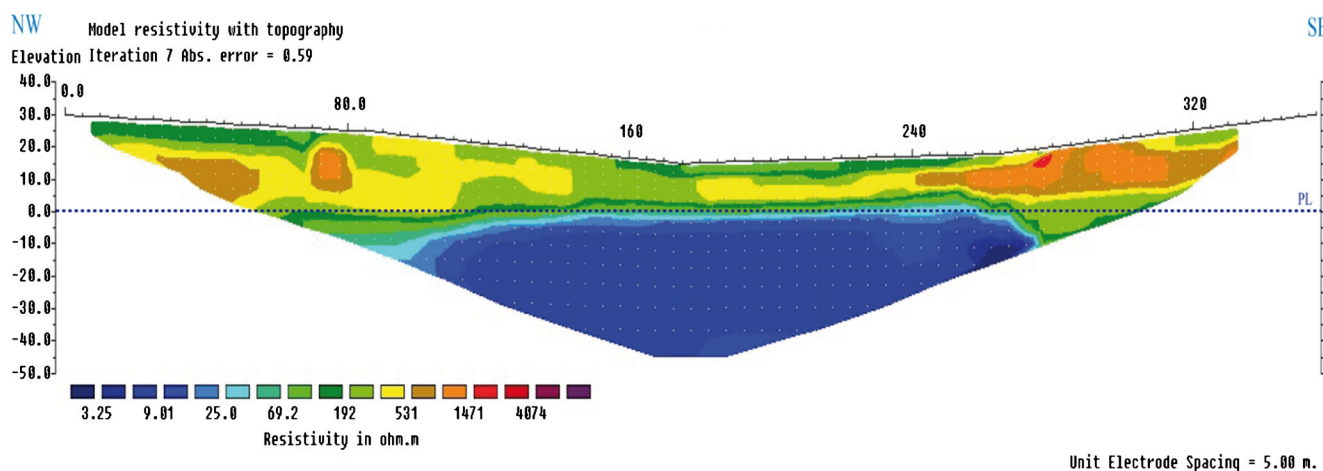 NW
Model resistivity with topography
SE
Elevation Iteration 7 Abs. error = 0.59
40.0
0.0
80.0
320
30.0
160
240
20.0
10.0
0.0
PL
-10.0
-20.0
-30.0
-40.0
-50.0
3.25 9.01 25.0 69.2 192 531 1471 4074
Resistivity in ohm.m
Unit Electrode Spacing = 5.00 m.